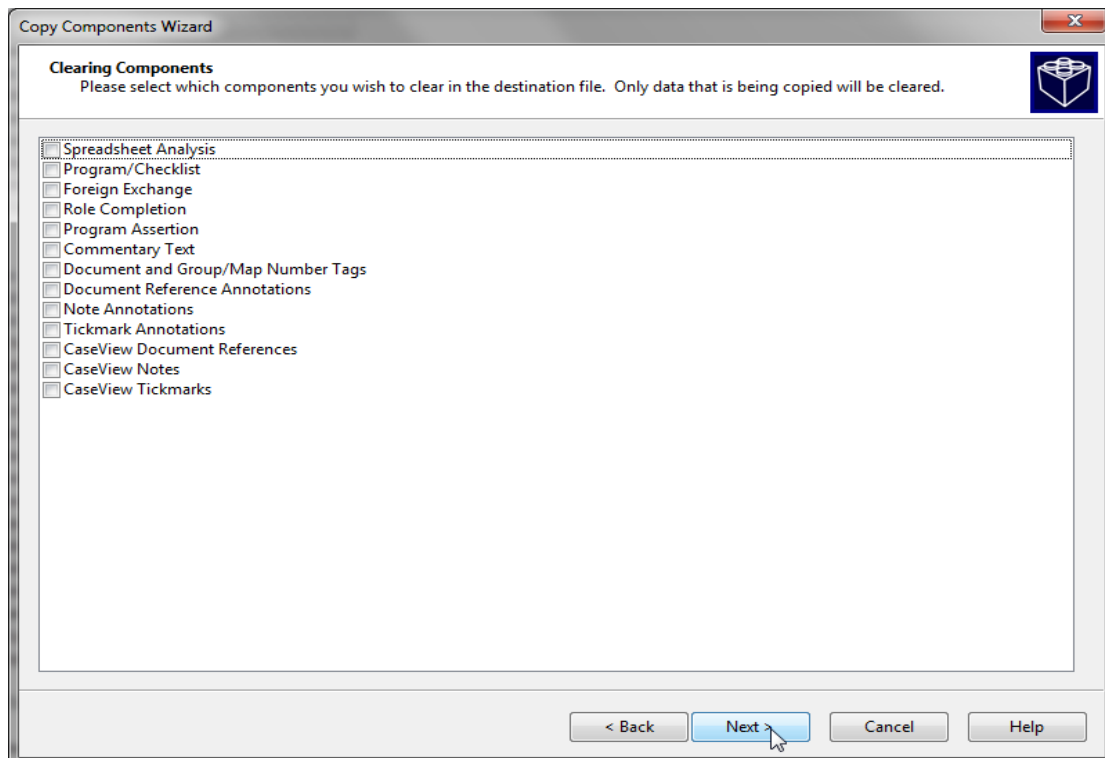 Copy Components Wizard
Clearing Components
Please select which components you wish to clear in the destination file. Only data that is being copied will be cleared.
Spreadsheet Analysis
Program/Checklist
Foreign Exchange
Role Completion
Program Assertion
Commentary Text
Document and Group/Map Number Tags
Document Reference Annotations
Note Annotations
Tickmark Annotations
CaseView Document References
CaseView Notes
CaseView Tickmarks
< Back Next > Cancel Help